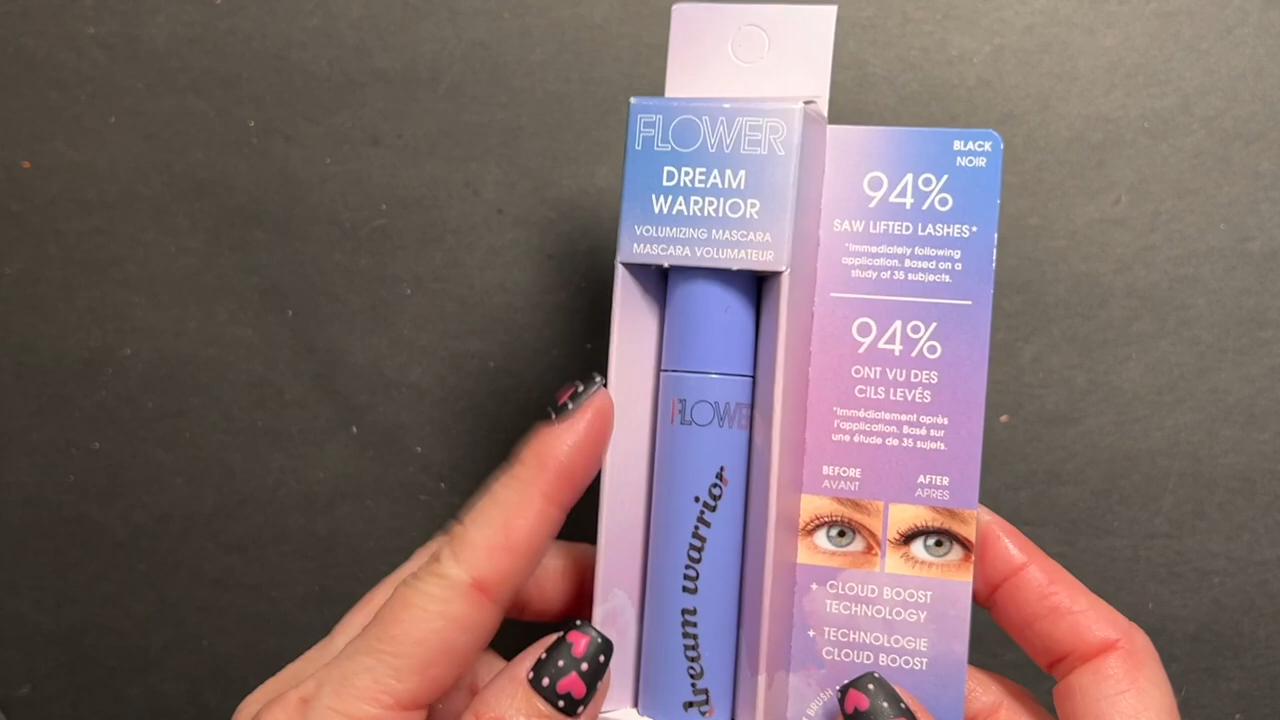 FLOWER
DREAM
WARRIOR
VOLUMIZING MASCARA
MASCARA VOLUMATEUR
FLOWER
dream warrior
BLACK
NOIR
94%
SAW LIFTED LASHES*
*Immediately following
application. Based on a
study of 35 subjects.
94%
ONT VU DES
CILS LEVÉS
*Immédiatement après
l'application. Basé sur
une étude de 35 sujets.
BEFORE
AVANT
AFTER
APRES
+ CLOUD BOOST
TECHNOLOGY
+ TECHNOLOGIE
CLOUD BOOST
BRUSH